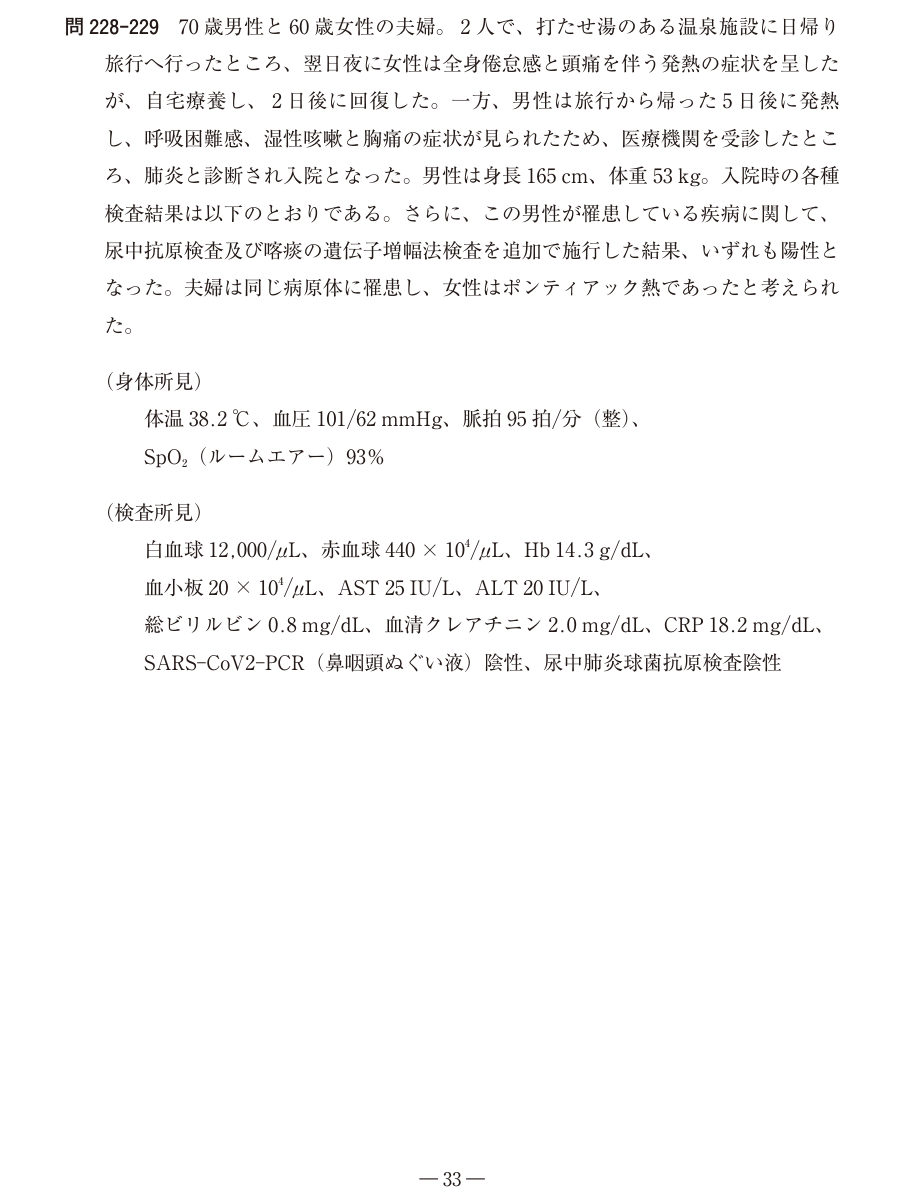 問 228-229　70 歳男性と 60 歳女性の夫婦。2 人で、打たせ湯のある温泉施設に日帰り
旅行へ行ったところ、翌日夜に女性は全身倦怠感と頭痛を伴う発熱の症状を呈した
が、自宅療養し、2 日後に回復した。一方、男性は旅行から帰った 5 日後に発熱
し、呼吸困難感、湿性咳嗽と胸痛の症状が見られたため、医療機関を受診したとこ
ろ、肺炎と診断され入院となった。男性は身長 165 cm、体重 53 kg。入院時の各種
検査結果は以下のとおりである。さらに、この男性が罹患している疾病に関して、
尿中抗原検査及び喀痰の遺伝子増幅法検査を追加で施行した結果、いずれも陽性と
なった。夫婦は同じ病原体に罹患し、女性はポンティアック熱であったと考えられ
た。
（身体所見）
体温 38.2 ℃、血圧 101/62 mmHg、脈拍 95 拍/分（整）、
SpO₂（ルームエアー）93%
（検査所見）
白血球 12,000/μL、赤血球 440 × 10⁴/μL、Hb 14.3 g/dL、
血小板 20 × 10⁴/μL、AST 25 IU/L、ALT 20 IU/L、
総ビリルビン 0.8 mg/dL、血清クレアチニン 2.0 mg/dL、CRP 18.2 mg/dL、
SARS-CoV2-PCR（鼻咽頭ぬぐい液）陰性、尿中肺炎球菌抗原検査陰性
― 33 ―